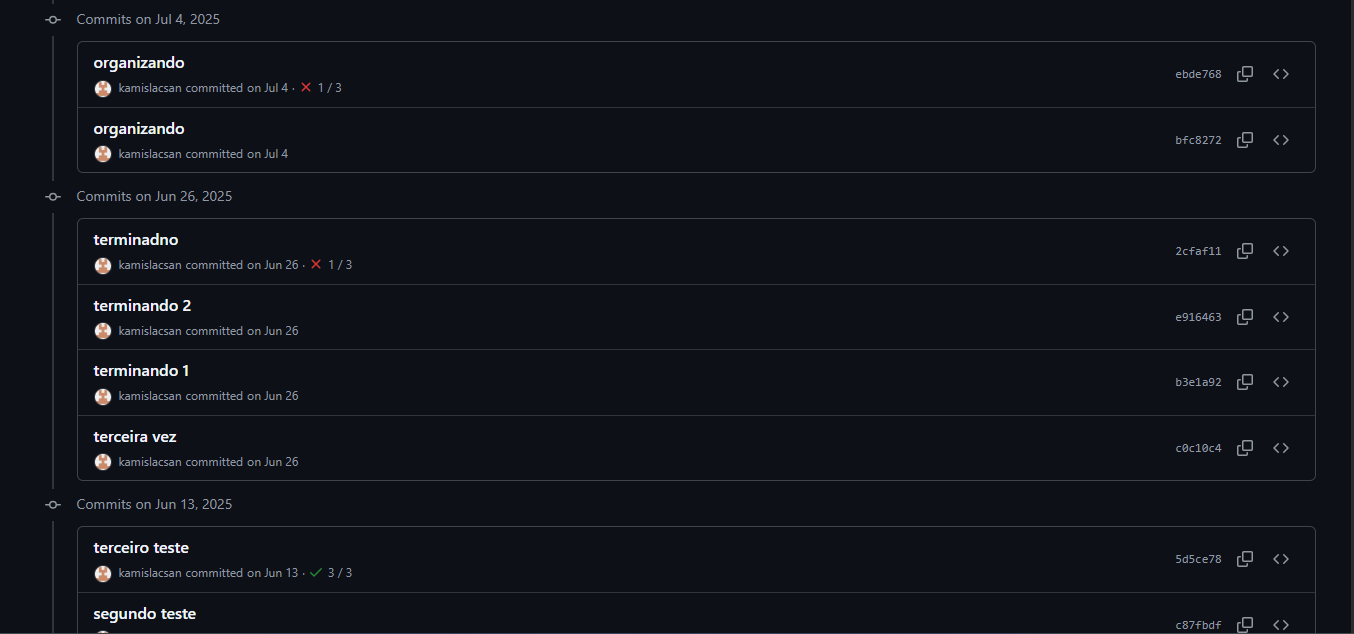 Commits on Jul 4, 2025
organizando
kamislacsan committed on Jul 4 · 1 / 3
ebde768
organizando
kamislacsan committed on Jul 4
bfc8272
Commits on Jun 26, 2025
terminadno
kamislacsan committed on Jun 26 · 1 / 3
2cfaf11
terminando 2
kamislacsan committed on Jun 26
e916463
terminando 1
kamislacsan committed on Jun 26
b3e1a92
terceira vez
kamislacsan committed on Jun 26
c0c10c4
Commits on Jun 13, 2025
terceiro teste
kamislacsan committed on Jun 13 · 3 / 3
5d5ce78
segundo teste
c87fbdf